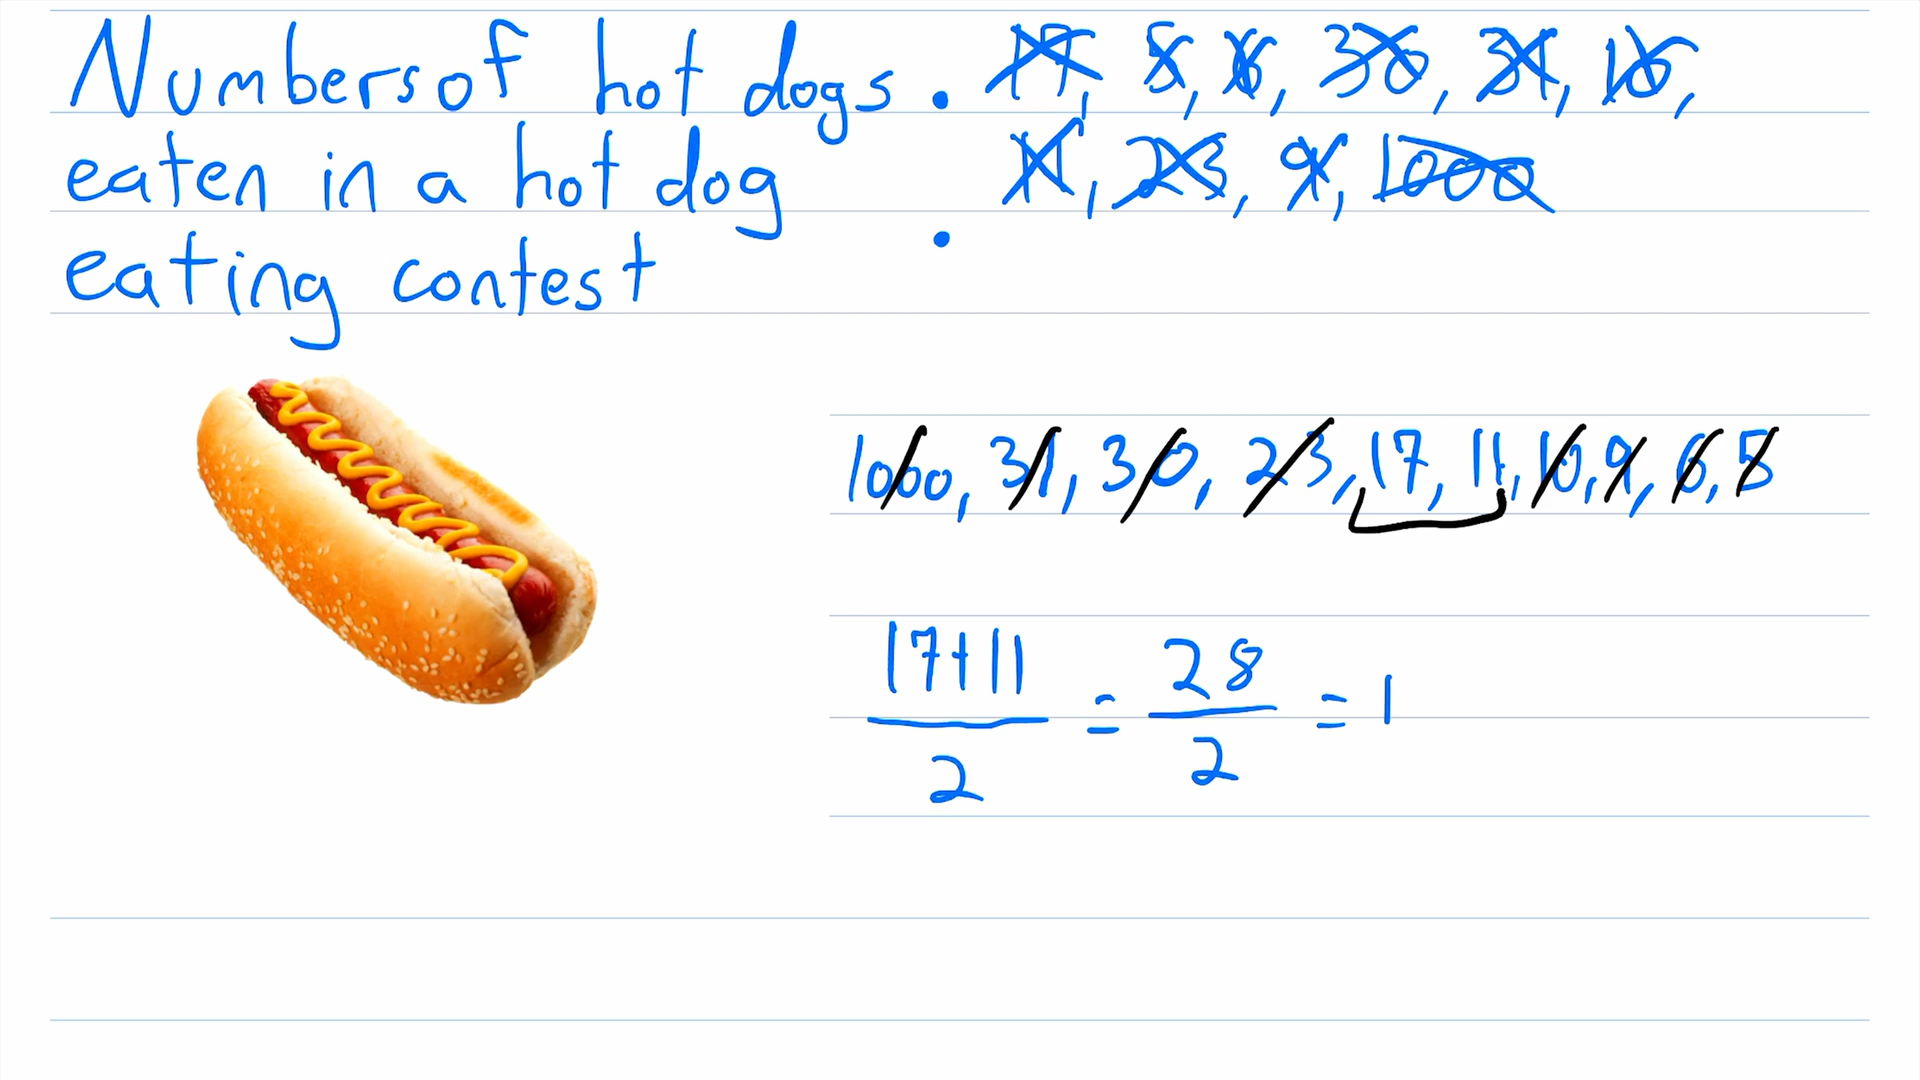 Numbers of hot dogs : 17, 5, 6, 30, 31, 10,
eaten in a hot dog 11, 23, 9, 1000
eating contest
1000, 31, 30, 23, 17, 11, 10, 9, 6, 5
17+11 / 2 = 28 / 2 = 1